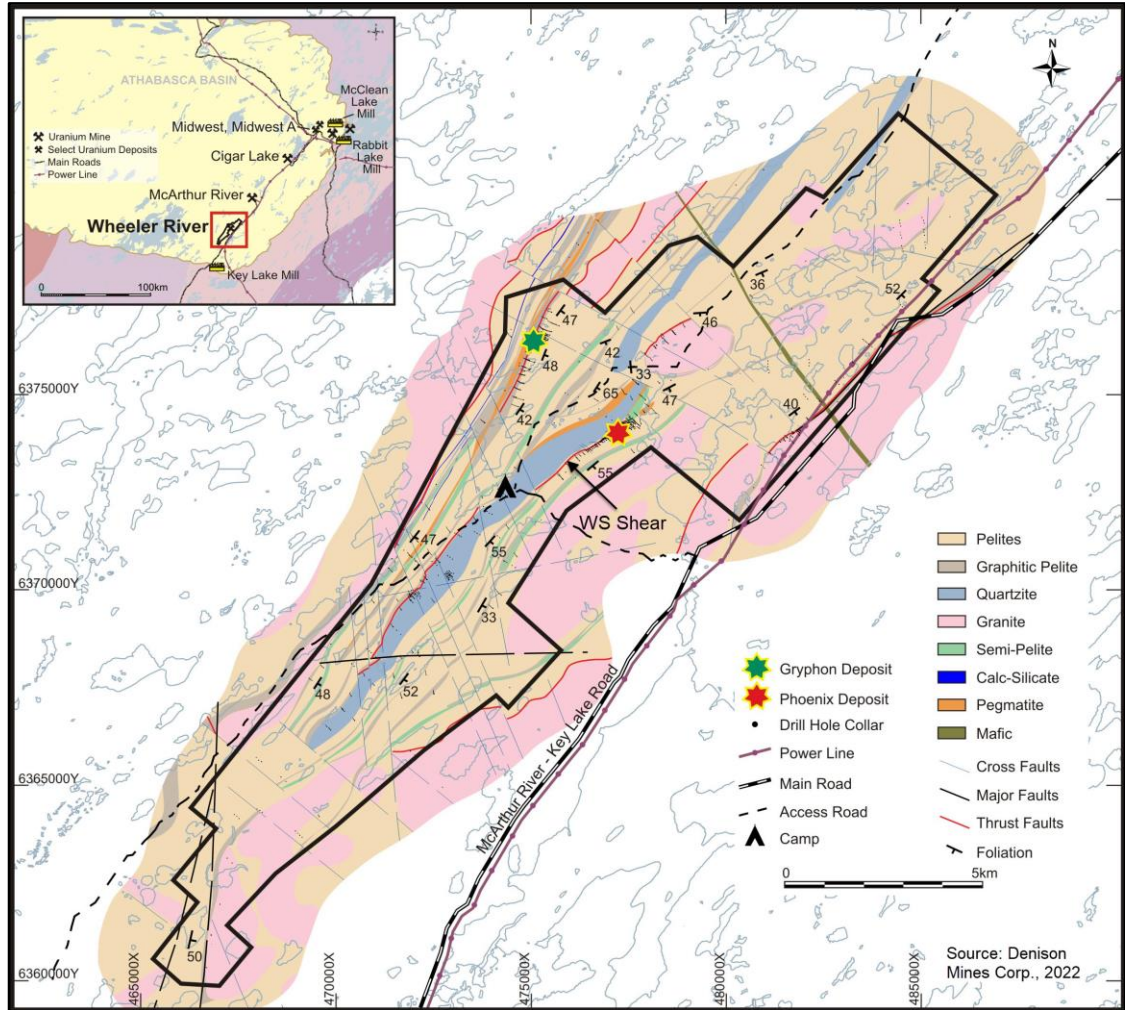 ATHABASCA BASIN
McClean
Lake
Mill
Midwest, Midwest A
Uranium Mine
Select Uranium Deposits
Main Roads
Power Line
Rabbit
Lake
Mill
Cigar Lake
McArthur River
Wheeler River
Key Lake Mill
0 100km
N
36
52
47
46
42
48
33
65
47
42
40
55
WS Shear
47
55
33
48
52
50
6375000Y
6370000Y
6365000Y
6360000Y
465000X
470000X
475000X
480000X
485000X
McArthur River - Key Lake Road
Pelites
Graphitic Pelite
Quartzite
Granite
Semi-Pelite
Calc-Silicate
Pegmatite
Mafic
Cross Faults
Major Faults
Thrust Faults
Foliation
Gryphon Deposit
Phoenix Deposit
Drill Hole Collar
Power Line
Main Road
Access Road
Camp
0 5km
Source: Denison
Mines Corp., 2022